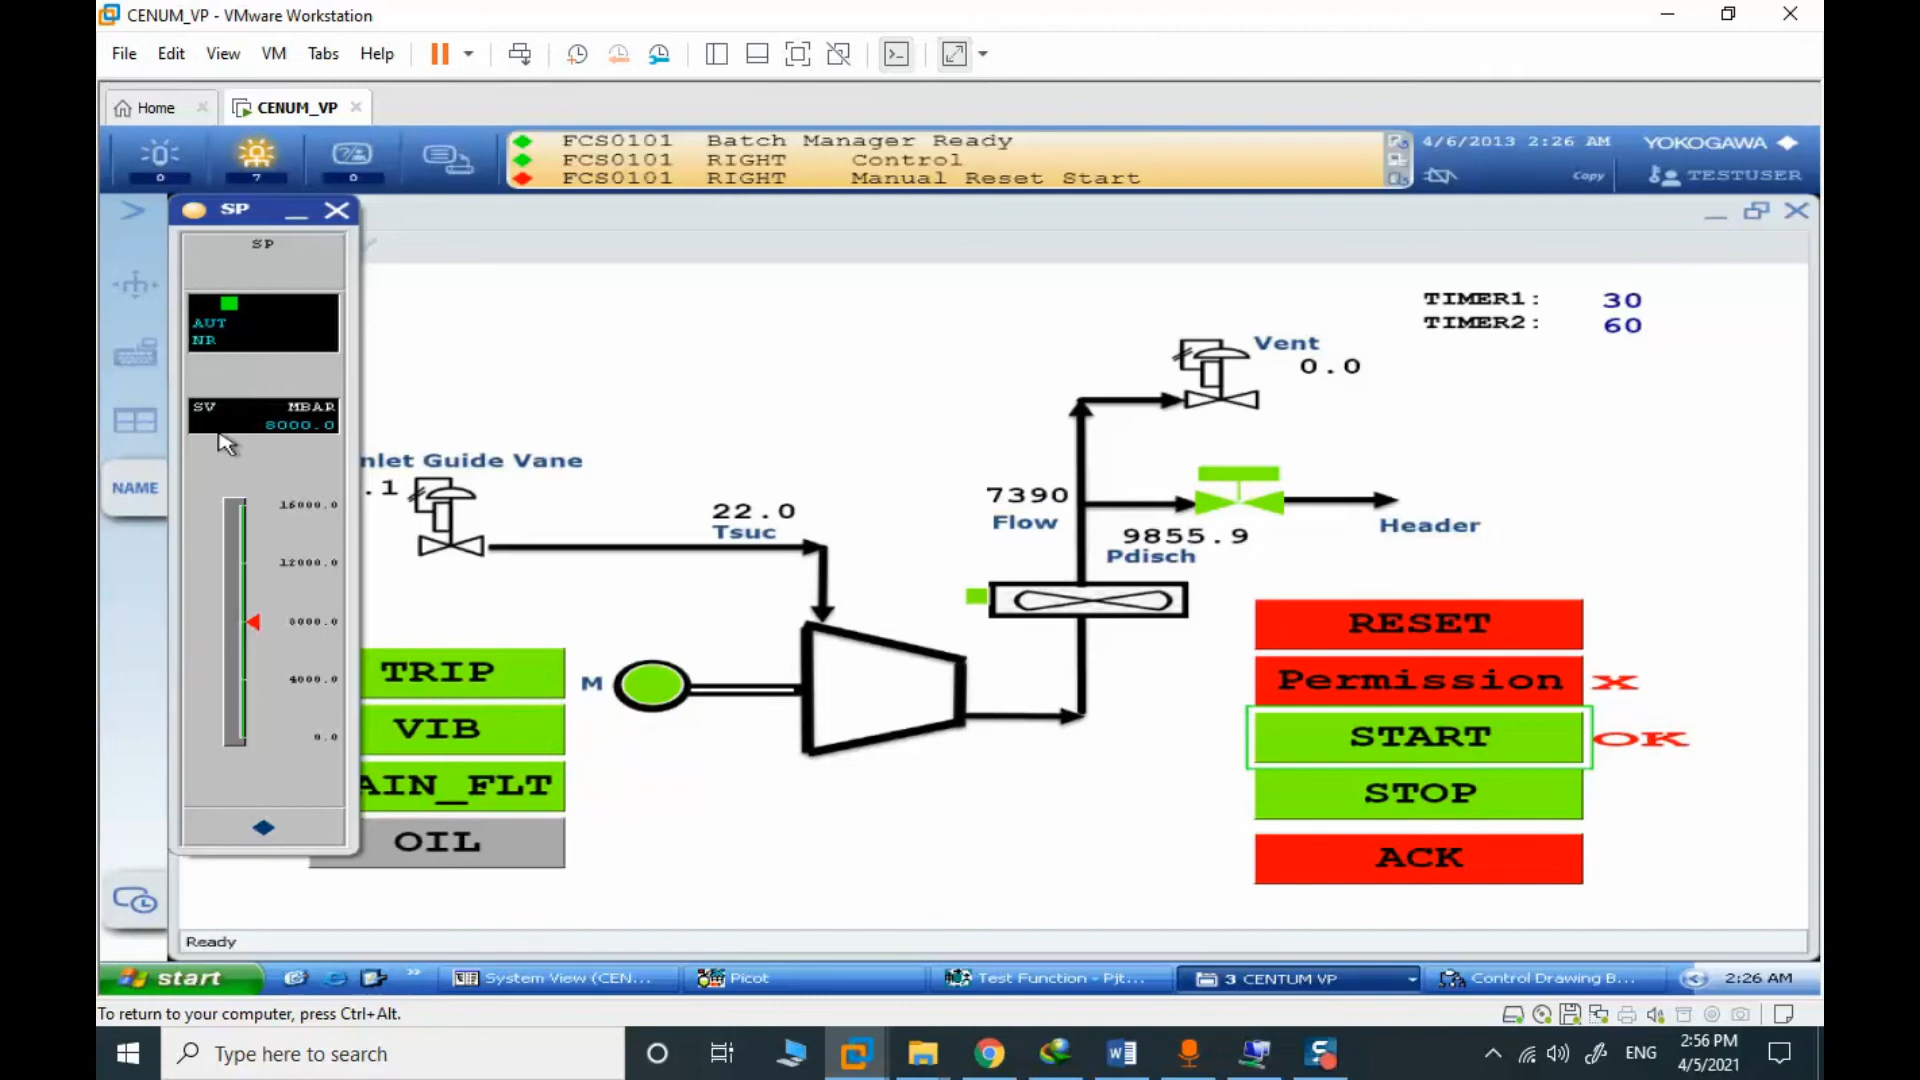 CENUM_VP - VMware Workstation
File Edit View VM Tabs Help
Home
CENUM_VP
FCS0101 Batch Manager Ready
FCS0101 RIGHT Control
FCS0101 RIGHT Manual Reset Start
4/6/2013 2:26 AM
YOKOGAWA
Copy
TESTUSER
0
7
0
SP
SP
AUT
NR
SV MBAR
8000.0
16000.0
12000.0
8000.0
4000.0
0.0
NAME
TIMER1: 30
TIMER2: 60
Vent
0.0
nlet Guide Vane
.1
22.0
Tsuc
7390
Flow
9855.9
Pdisch
Header
TRIP
VIB
AIN_FLT
OIL
M
RESET
Permission X
START OK
STOP
ACK
Ready
start
System View (CEN...
Picot
Test Function - Pjt...
3 CENTUM VP
Control Drawing B...
2:26 AM
To return to your computer, press Ctrl+Alt.
Type here to search
ENG
2:56 PM
4/5/2021